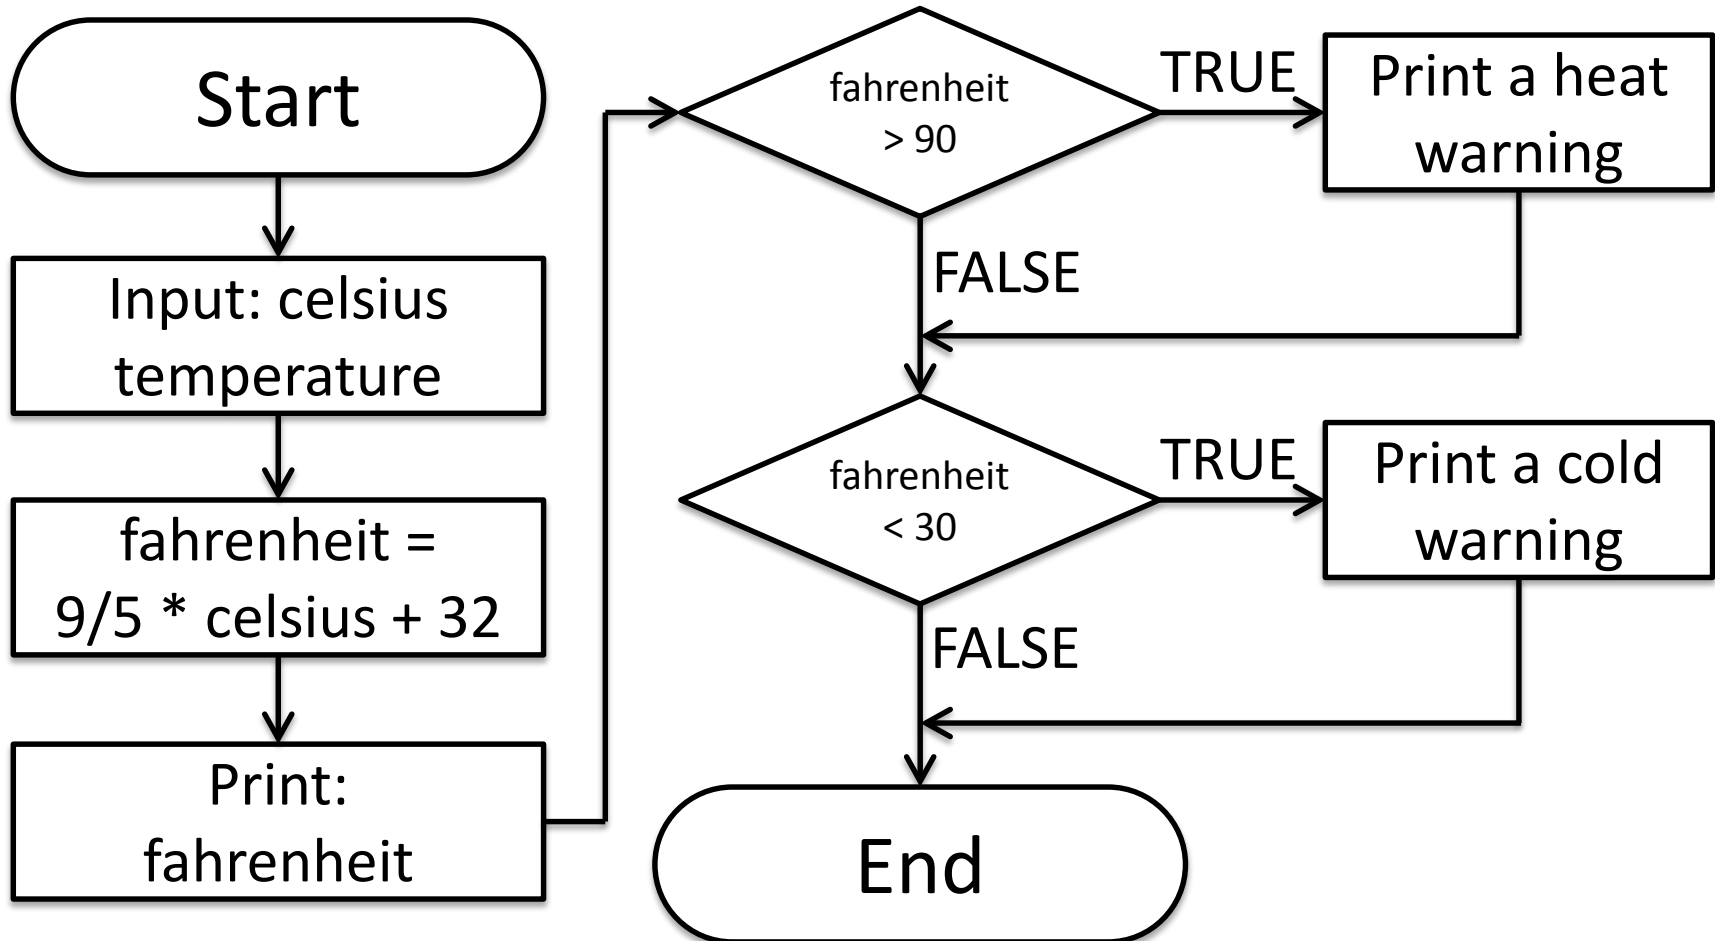 Start
Input: celsius
temperature
fahrenheit =
9/5 * celsius + 32
Print:
fahrenheit
fahrenheit
> 90
TRUE
Print a heat
warning
FALSE
fahrenheit
< 30
TRUE
Print a cold
warning
FALSE
End